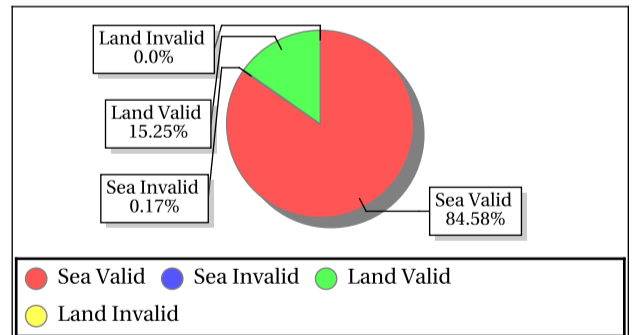 Land Invalid
0.0%
Land Valid
15.25%
Sea Invalid
0.17%
Sea Valid
84.58%
Sea Valid Sea Invalid Land Valid
Land Invalid